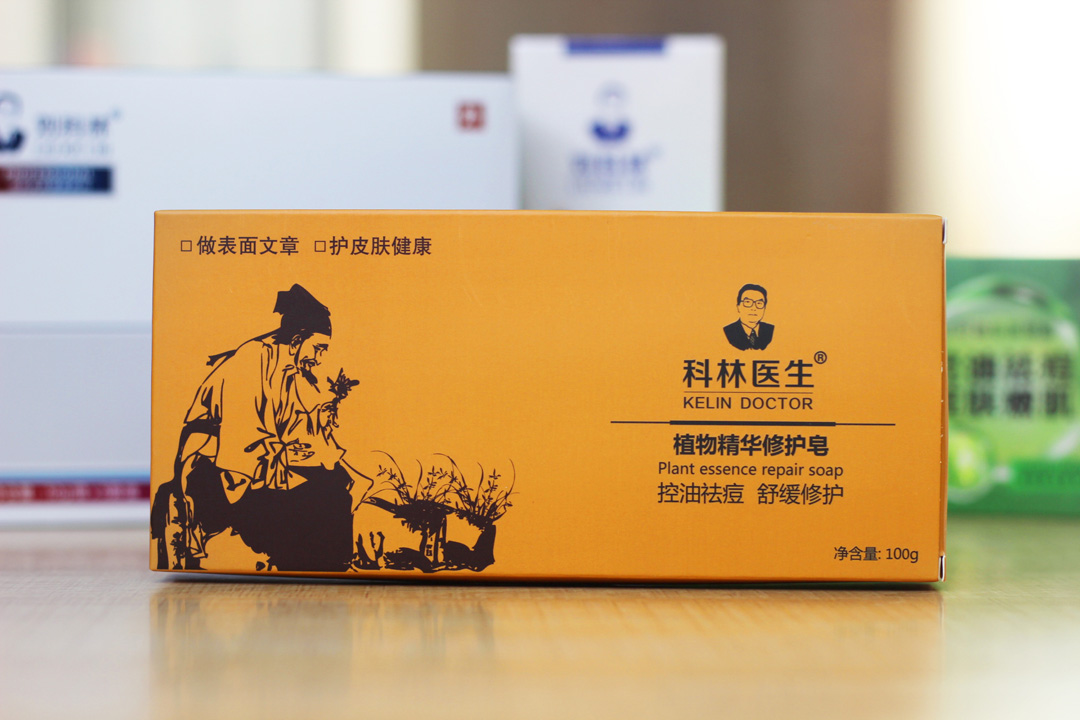 □做表面文章 □护皮肤健康
科林医生®
KELIN DOCTOR
植物精华修护皂
Plant essence repair soap
控油祛痘 舒缓修护
净含量: 100g